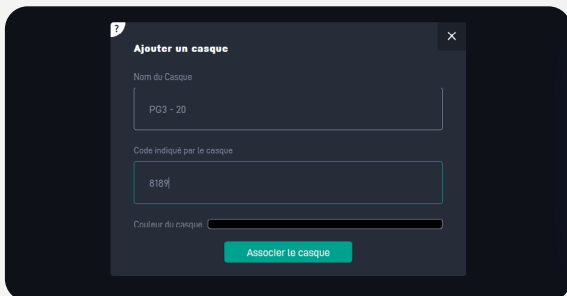 ?
Ajouter un casque
Nom du Casque
PG3 - 20
Code indiqué par le casque
8189
Couleur du casque
Associer le casque